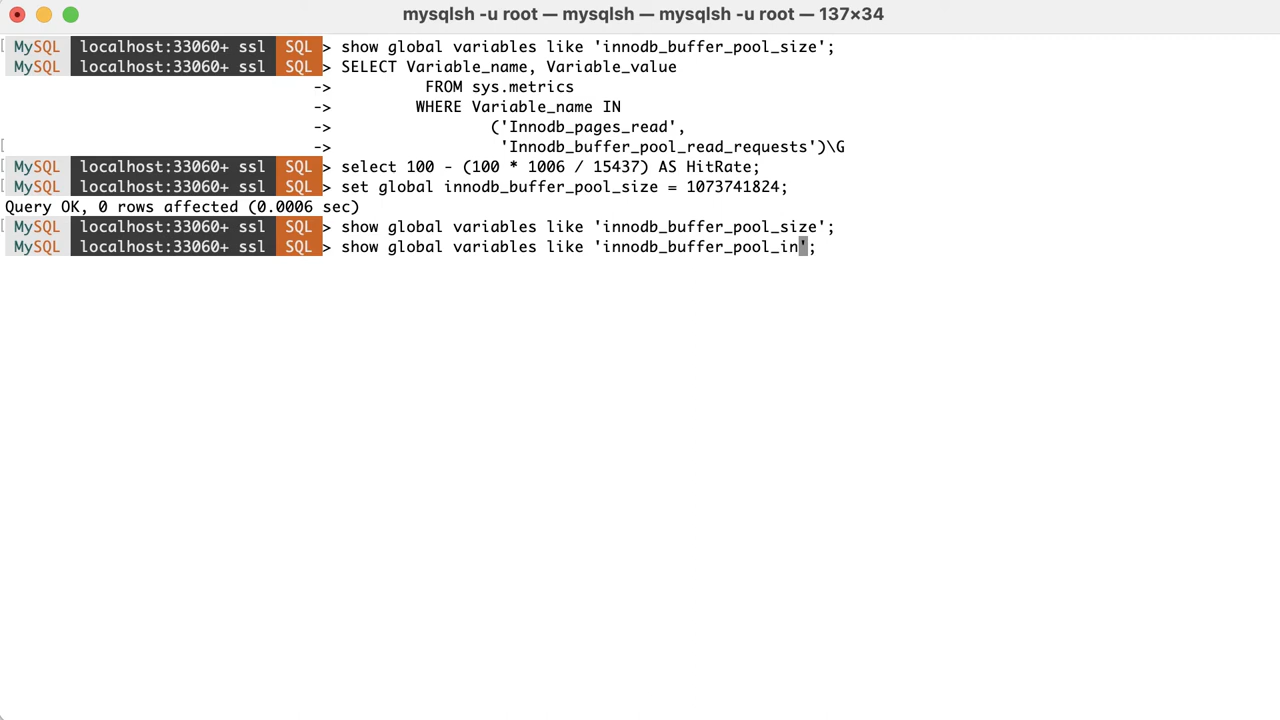 mysqlsh -u root — mysqlsh — mysqlsh -u root — 137×34
MySQL localhost:33060+ ssl SQL > show global variables like 'innodb_buffer_pool_size';
MySQL localhost:33060+ ssl SQL > SELECT Variable_name, Variable_value
-> FROM sys.metrics
-> WHERE Variable_name IN
-> ('Innodb_pages_read',
-> 'Innodb_buffer_pool_read_requests')\G
MySQL localhost:33060+ ssl SQL > select 100 - (100 * 1006 / 15437) AS HitRate;
MySQL localhost:33060+ ssl SQL > set global innodb_buffer_pool_size = 1073741824;
Query OK, 0 rows affected (0.0006 sec)
MySQL localhost:33060+ ssl SQL > show global variables like 'innodb_buffer_pool_size';
MySQL localhost:33060+ ssl SQL > show global variables like 'innodb_buffer_pool_in';